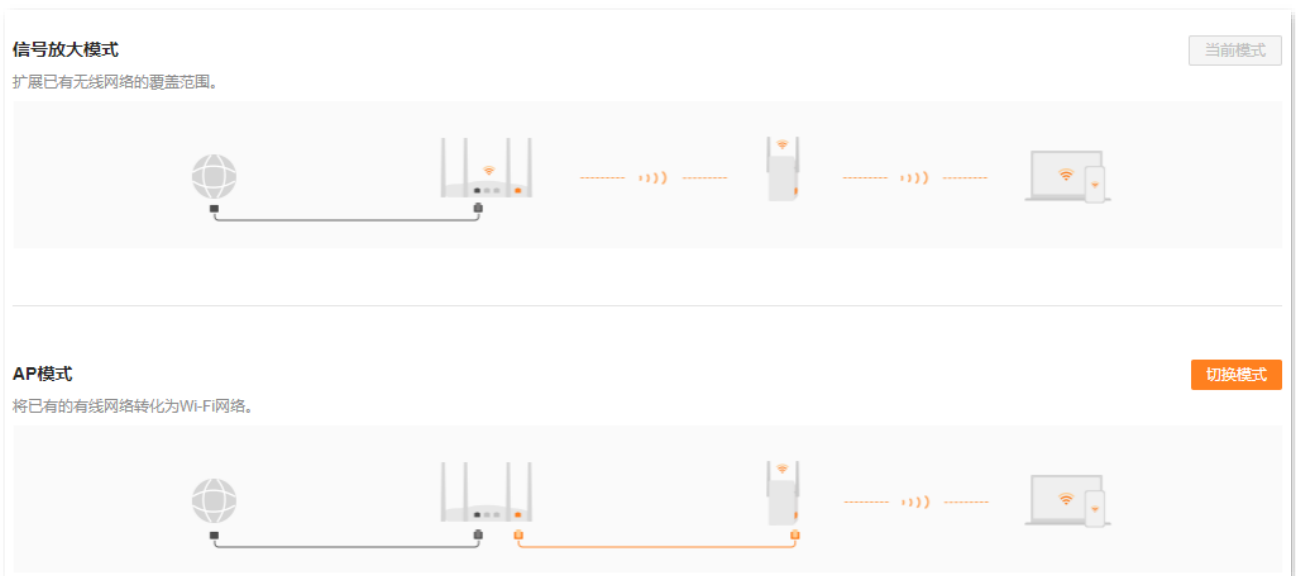 信号放大模式
当前模式
扩展已有无线网络的覆盖范围。
AP模式
切换模式
将已有的有线网络转化为Wi-Fi网络。